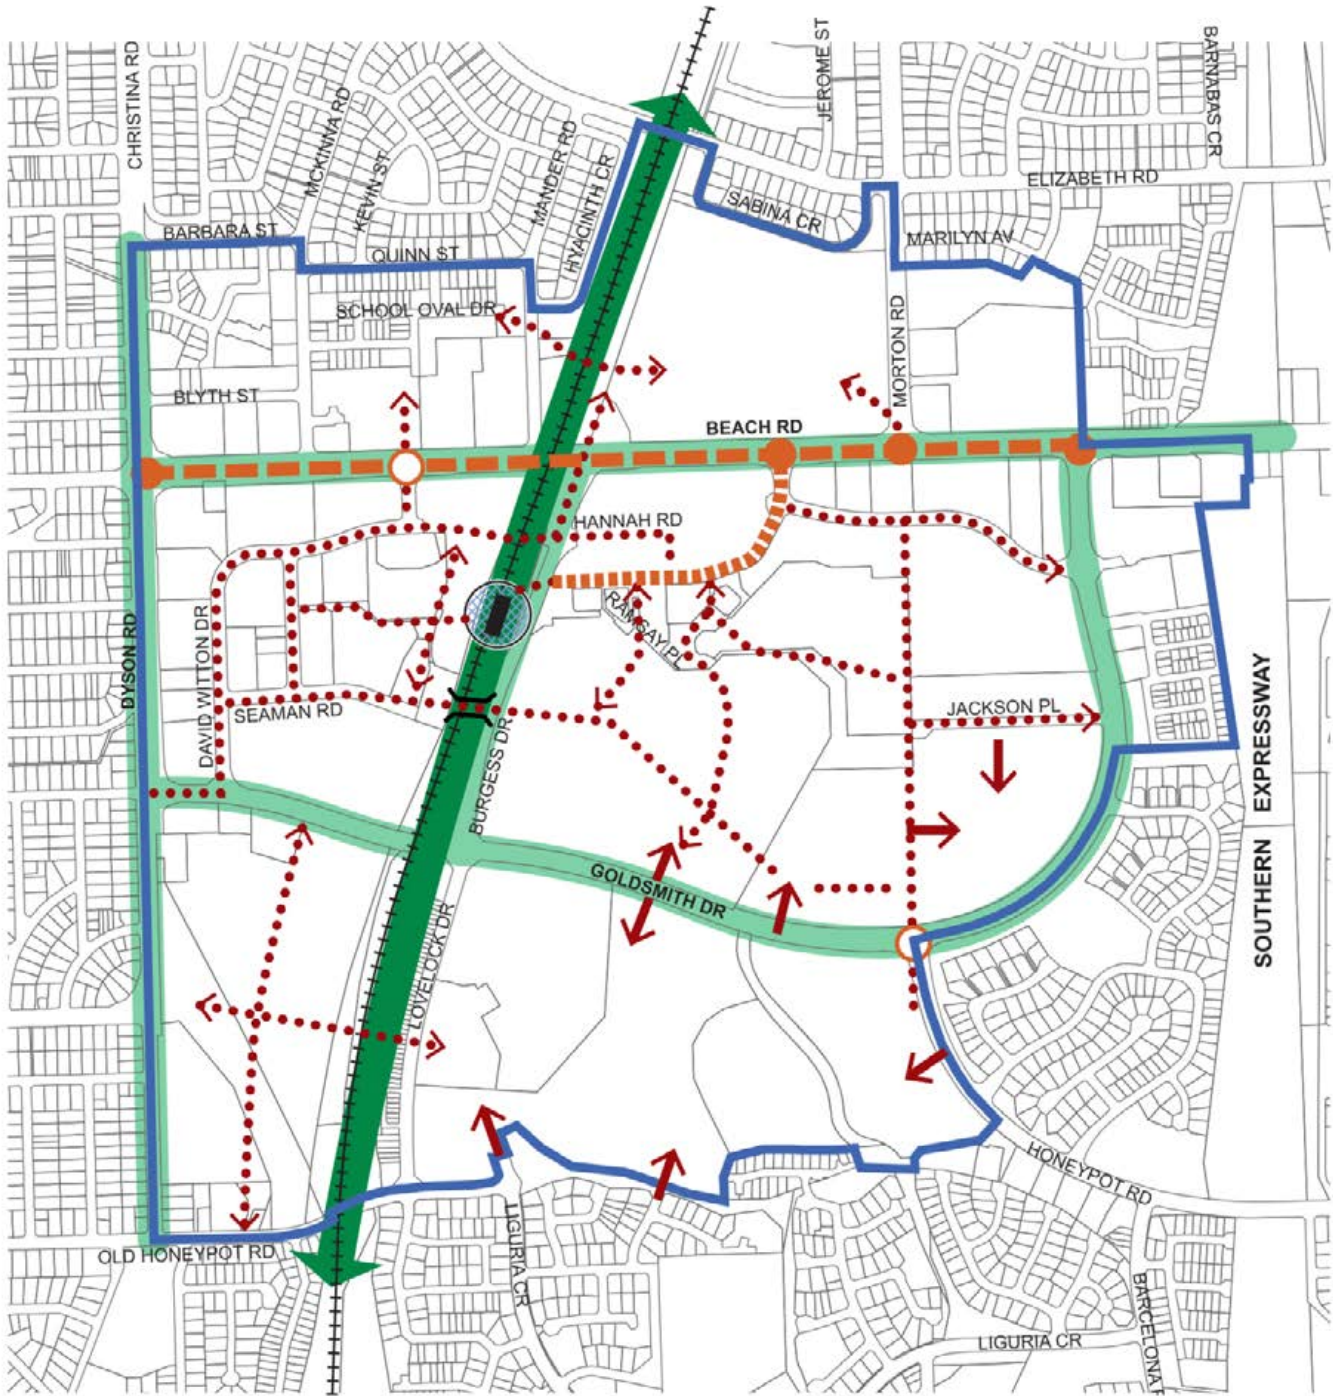 CHRISTINA RD
MCKINNA RD
KEVIN ST
MANDER RD
HYACINTH CR
JEROME ST
BARNABAS CR
ELIZABETH RD
SABINA CR
MARILYN AV
BARBARA ST
QUINN ST
SCHOOL OVAL DR
MORTON RD
BLYTH ST
BEACH RD
HANNAH RD
RAMSAY PL
DYSON RD
DAVID WITTON DR
SEAMAN RD
JACKSON PL
BURGESS DR
SOUTHERN EXPRESSWAY
GOLDSMITH DR
LOVELOCK DR
HONEYPOT RD
OLD HONEYPOT RD
LIGURIA CR
LIGURIA CR
BARCELONA